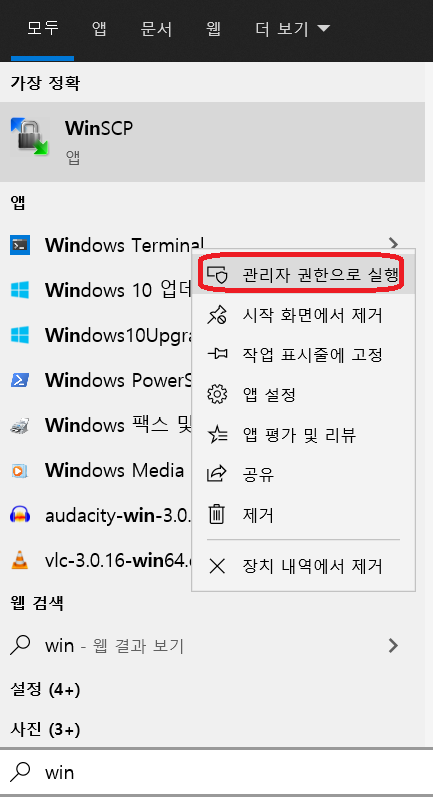 모두 앱 문서 웹 더 보기
가장 정확
WinSCP
앱
앱
Windows Terminal
Windows 10 업데
Windows10Upgra
Windows PowerS
Windows 팩스 및
Windows Media
audacity-win-3.0.
vlc-3.0.16-win64.e
관리자 권한으로 실행
시작 화면에서 제거
작업 표시줄에 고정
앱 설정
앱 평가 및 리뷰
공유
제거
장치 내역에서 제거
웹 검색
win - 웹 결과 보기
설정 (4+)
사진 (3+)
win